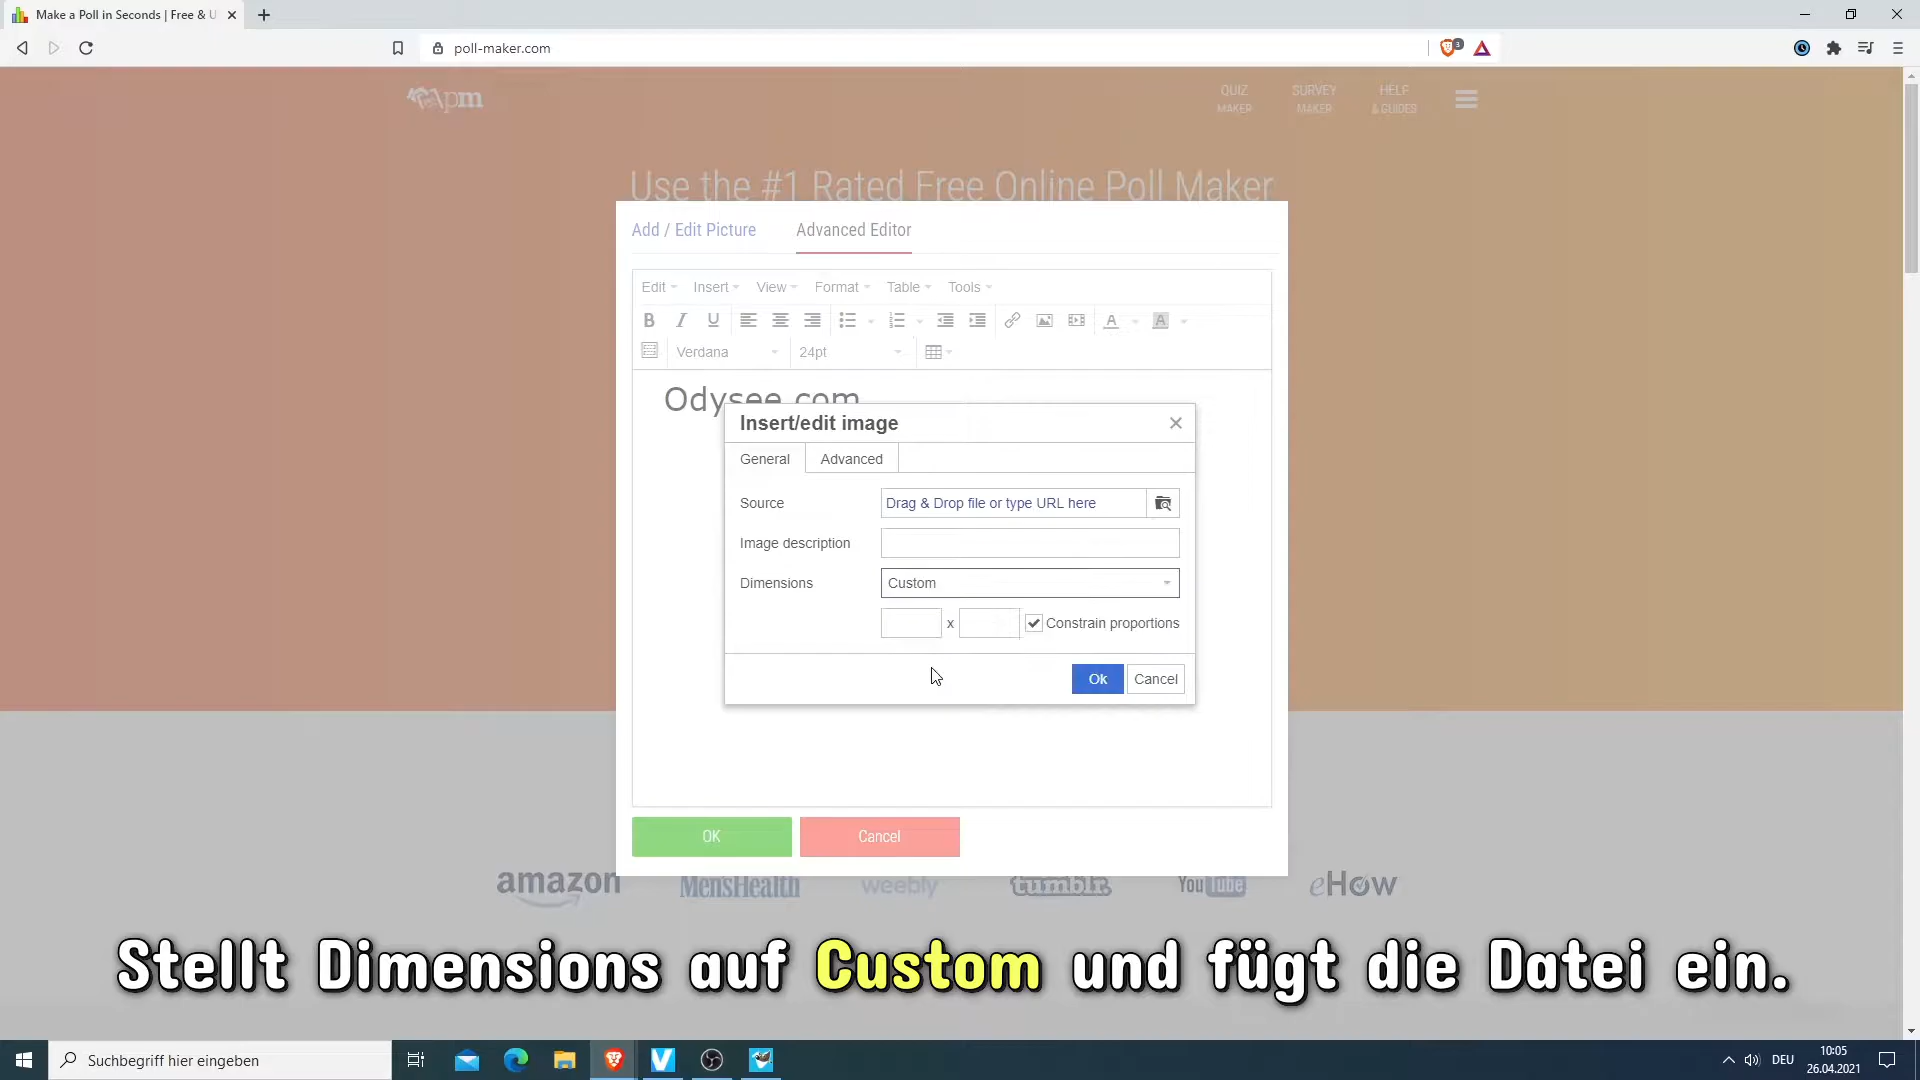 Make a Poll in Seconds | Free & U
poll-maker.com
3
pm
QUIZ
MAKER
SURVEY
MAKER
HELP
& GUIDES
Use the #1 Rated Free Online Poll Maker
Add / Edit Picture
Advanced Editor
Edit
Insert
View
Format
Table
Tools
B
I
U
A
A
Verdana
24pt
Odysee.com
Insert/edit image
General
Advanced
Source
Drag & Drop file or type URL here
Image description
Dimensions
Custom
x
Constrain proportions
Ok
Cancel
OK
Cancel
amazon
Men'sHealth
weebly
tumblr.
YouTube
eHow
Stellt Dimensions auf Custom und fügt die Datei ein.
Suchbegriff hier eingeben
DEU
10:05
26.04.2021